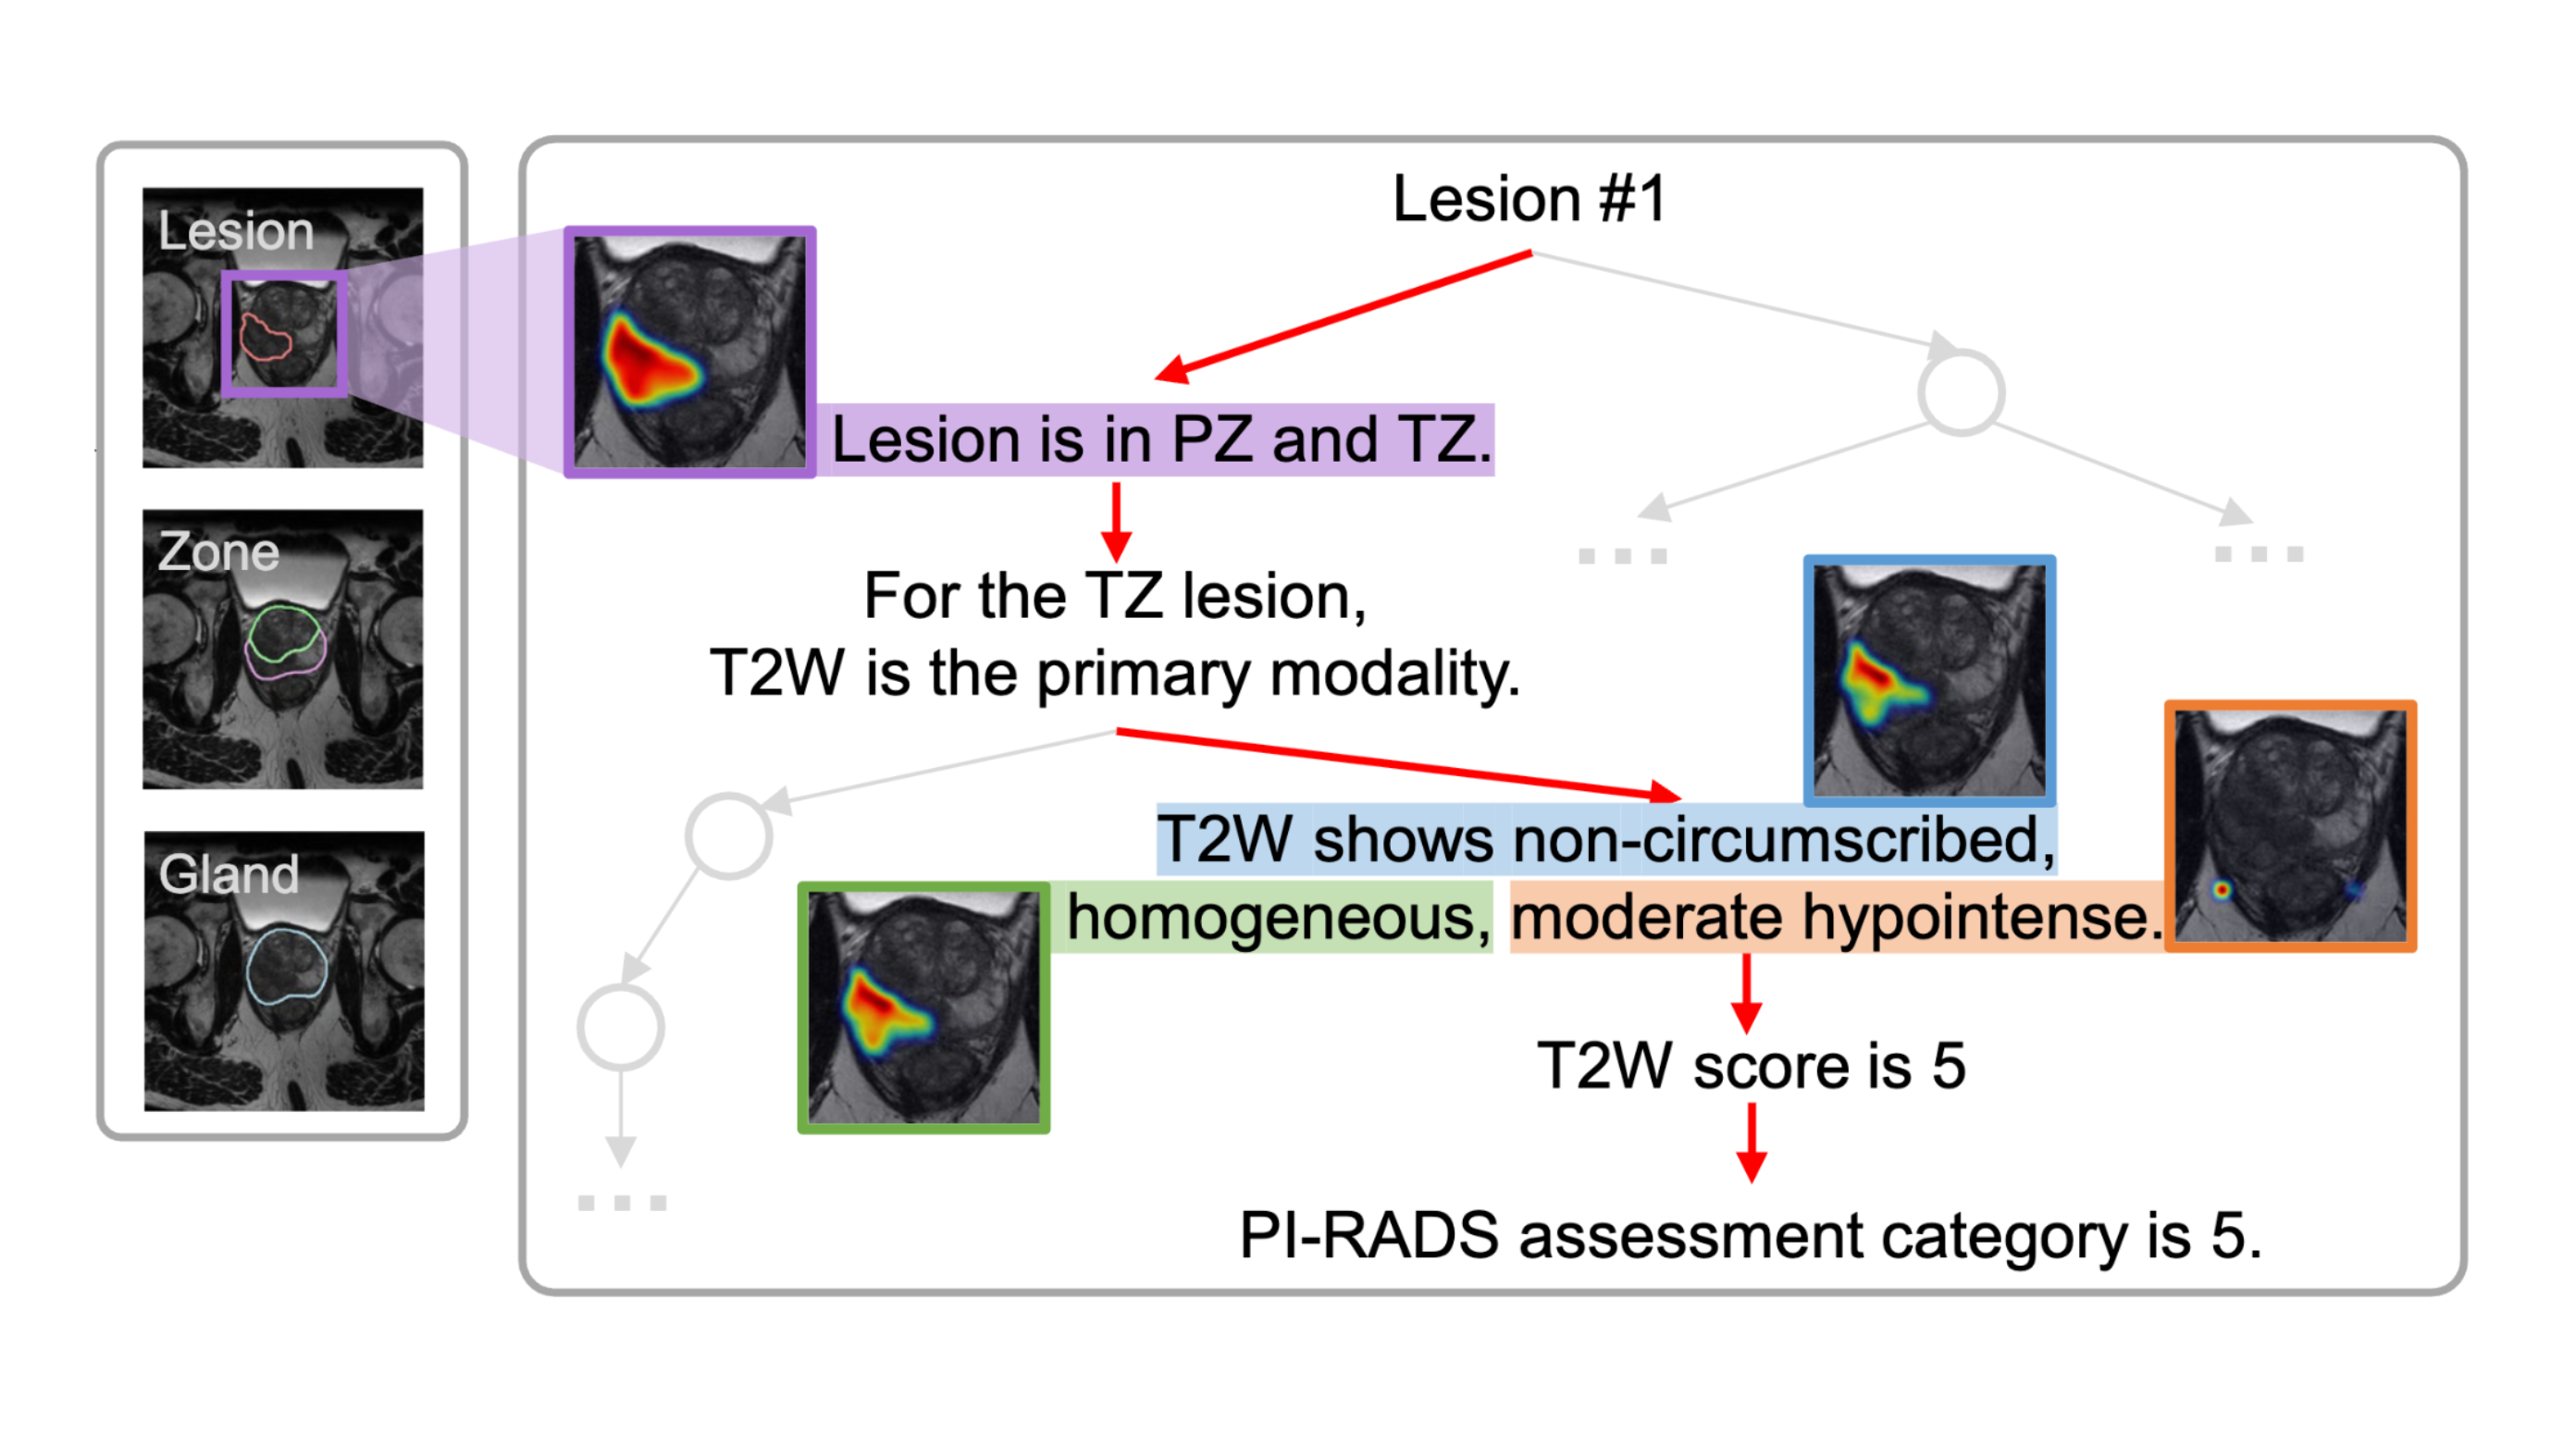 Lesion
Zone
Gland
Lesion #1
Lesion is in PZ and TZ.
For the TZ lesion,
T2W is the primary modality.
T2W shows non-circumscribed,
homogeneous, moderate hypointense.
T2W score is 5
PI-RADS assessment category is 5.